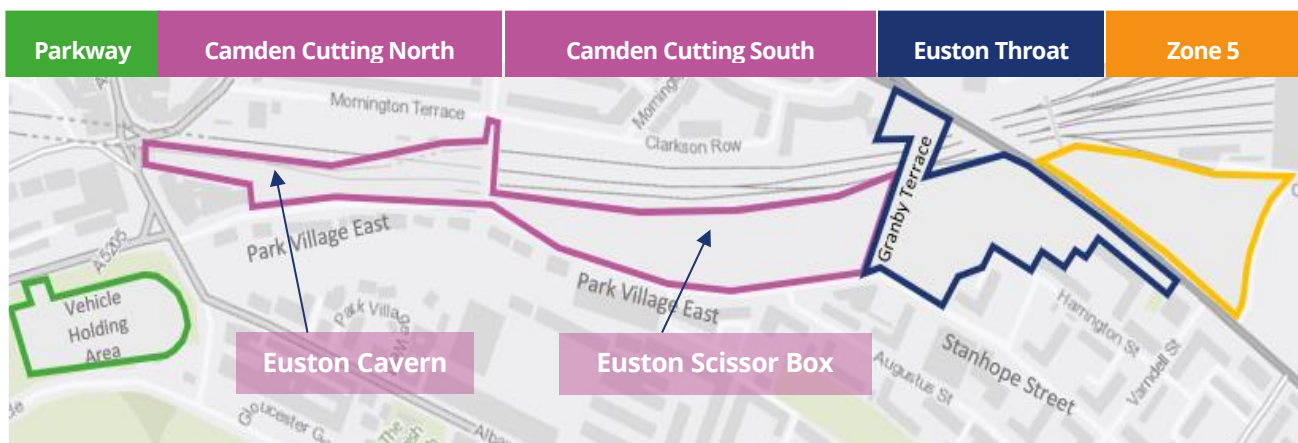 Parkway
Camden Cutting North
Camden Cutting South
Euston Throat
Zone 5
Mornington Terrace
Clarkson Row
Granby Terrace
A5205
Park Village East
Vehicle
Holding
Area
Park Village East
Harrington St
Varndell St
Euston Cavern
Euston Scissor Box
Stanhope Street
Augustus St
Gloucester
The